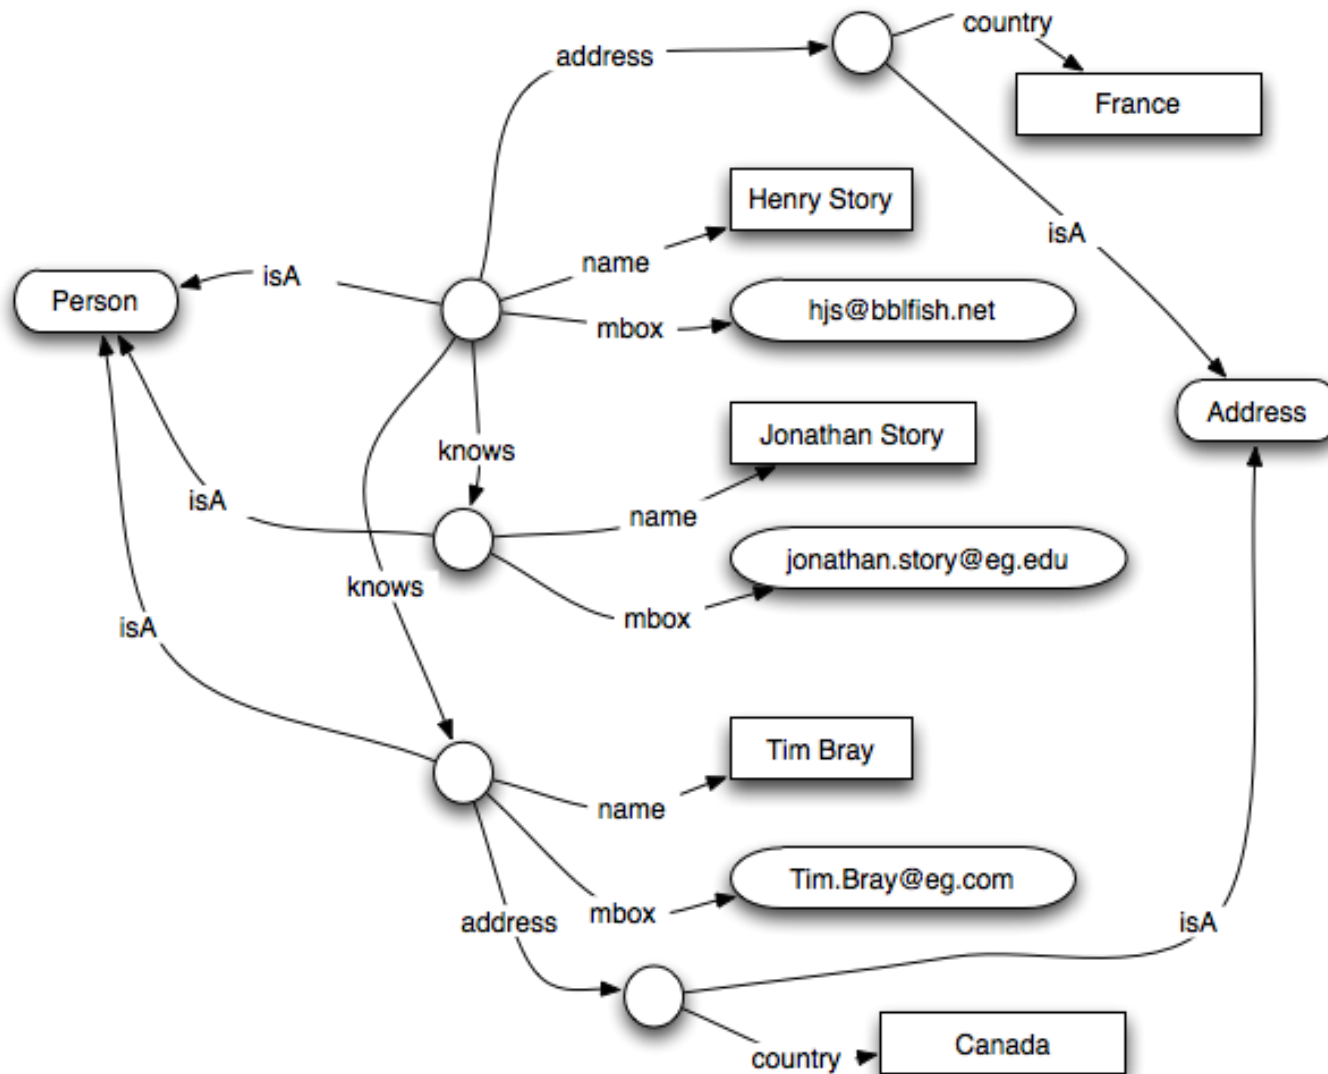 country
address
France
Henry Story
isA
name
isA
Person
hjs@bblfish.net
mbox
Address
Jonathan Story
knows
isA
name
jonathan.story@eg.edu
knows
mbox
isA
Tim Bray
name
Tim.Bray@eg.com
mbox
address
isA
Canada
country